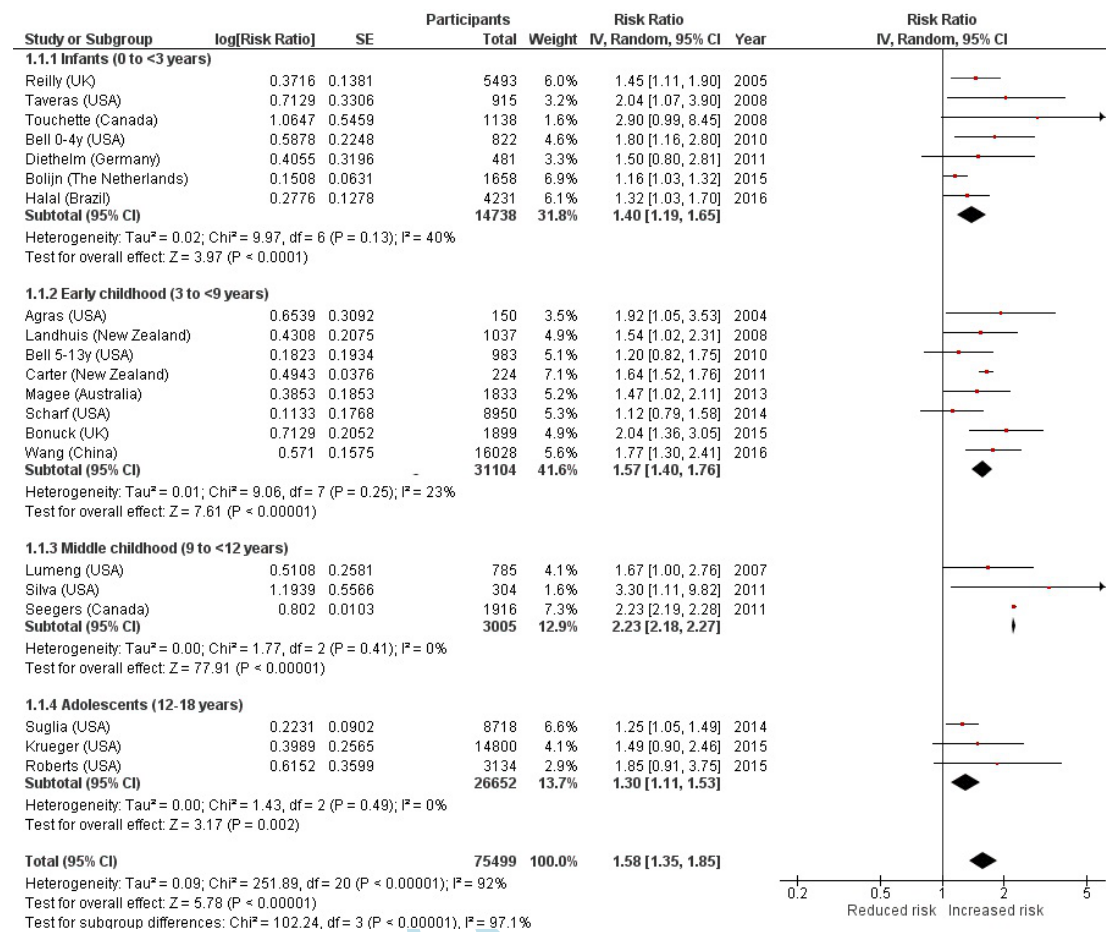 Participants Risk Ratio Risk Ratio
Study or Subgroup log[Risk Ratio] SE Total Weight IV, Random, 95% CI Year IV, Random, 95% CI
1.1.1 Infants (0 to <3 years)
Reilly (UK) 0.3716 0.1381 5493 6.0% 1.45 [1.11, 1.90] 2005
Taveras (USA) 0.7129 0.3306 915 3.2% 2.04 [1.07, 3.90] 2008
Touchette (Canada) 1.0647 0.5459 1138 1.6% 2.90 [0.99, 8.45] 2008
Bell 0-4y (USA) 0.5878 0.2248 822 4.6% 1.80 [1.16, 2.80] 2010
Diethelm (Germany) 0.4055 0.3196 481 3.3% 1.50 [0.80, 2.81] 2011
Bolijn (The Netherlands) 0.1508 0.0631 1658 6.9% 1.16 [1.03, 1.32] 2015
Halal (Brazil) 0.2776 0.1278 4231 6.1% 1.32 [1.03, 1.70] 2016
Subtotal (95% CI) 14738 31.8% 1.40 [1.19, 1.65]
Heterogeneity: Tau² = 0.02; Chi² = 9.97, df = 6 (P = 0.13); I² = 40%
Test for overall effect: Z = 3.97 (P < 0.0001)
1.1.2 Early childhood (3 to <9 years)
Agras (USA) 0.6539 0.3092 150 3.5% 1.92 [1.05, 3.53] 2004
Landhuis (New Zealand) 0.4308 0.2075 1037 4.9% 1.54 [1.02, 2.31] 2008
Bell 5-13y (USA) 0.1823 0.1934 983 5.1% 1.20 [0.82, 1.75] 2010
Carter (New Zealand) 0.4943 0.0376 224 7.1% 1.64 [1.52, 1.76] 2011
Magee (Australia) 0.3853 0.1853 1833 5.2% 1.47 [1.02, 2.11] 2013
Scharf (USA) 0.1133 0.1768 8950 5.3% 1.12 [0.79, 1.58] 2014
Bonuck (UK) 0.7129 0.2052 1899 4.9% 2.04 [1.36, 3.05] 2015
Wang (China) 0.571 0.1575 16028 5.6% 1.77 [1.30, 2.41] 2016
Subtotal (95% CI) 31104 41.6% 1.57 [1.40, 1.76]
Heterogeneity: Tau² = 0.01; Chi² = 9.06, df = 7 (P = 0.25); I² = 23%
Test for overall effect: Z = 7.61 (P < 0.00001)
1.1.3 Middle childhood (9 to <12 years)
Lumeng (USA) 0.5108 0.2581 785 4.1% 1.67 [1.00, 2.76] 2007
Silva (USA) 1.1939 0.5566 304 1.6% 3.30 [1.11, 9.82] 2011
Seegers (Canada) 0.802 0.0103 1916 7.3% 2.23 [2.19, 2.28] 2011
Subtotal (95% CI) 3005 12.9% 2.23 [2.18, 2.27]
Heterogeneity: Tau² = 0.00; Chi² = 1.77, df = 2 (P = 0.41); I² = 0%
Test for overall effect: Z = 77.91 (P < 0.00001)
1.1.4 Adolescents (12-18 years)
Suglia (USA) 0.2231 0.0902 8718 6.6% 1.25 [1.05, 1.49] 2014
Krueger (USA) 0.3989 0.2565 14800 4.1% 1.49 [0.90, 2.46] 2015
Roberts (USA) 0.6152 0.3599 3134 2.9% 1.85 [0.91, 3.75] 2015
Subtotal (95% CI) 26652 13.7% 1.30 [1.11, 1.53]
Heterogeneity: Tau² = 0.00; Chi² = 1.43, df = 2 (P = 0.49); I² = 0%
Test for overall effect: Z = 3.17 (P = 0.002)
Total (95% CI) 75499 100.0% 1.58 [1.35, 1.85]
Heterogeneity: Tau² = 0.09; Chi² = 251.89, df = 20 (P < 0.00001); I² = 92%
Test for overall effect: Z = 5.78 (P < 0.00001)
Test for subgroup differences: Chi² = 102.24, df = 3 (P < 0.00001), I² = 97.1%
0.2 0.5 1 2 5
Reduced risk Increased risk